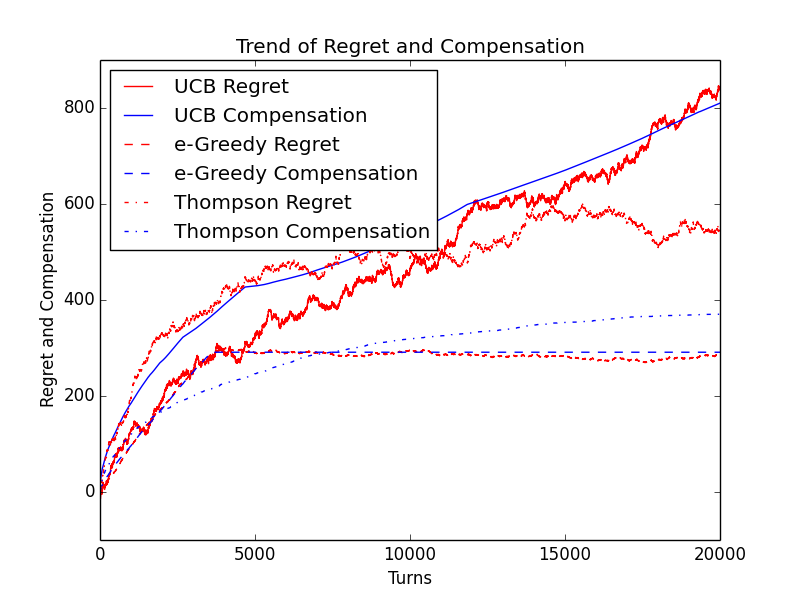 Trend of Regret and Compensation
UCB Regret
UCB Compensation
e-Greedy Regret
e-Greedy Compensation
Thompson Regret
Thompson Compensation
Regret and Compensation
800
600
400
200
0
0 5000 10000 15000 20000
Turns